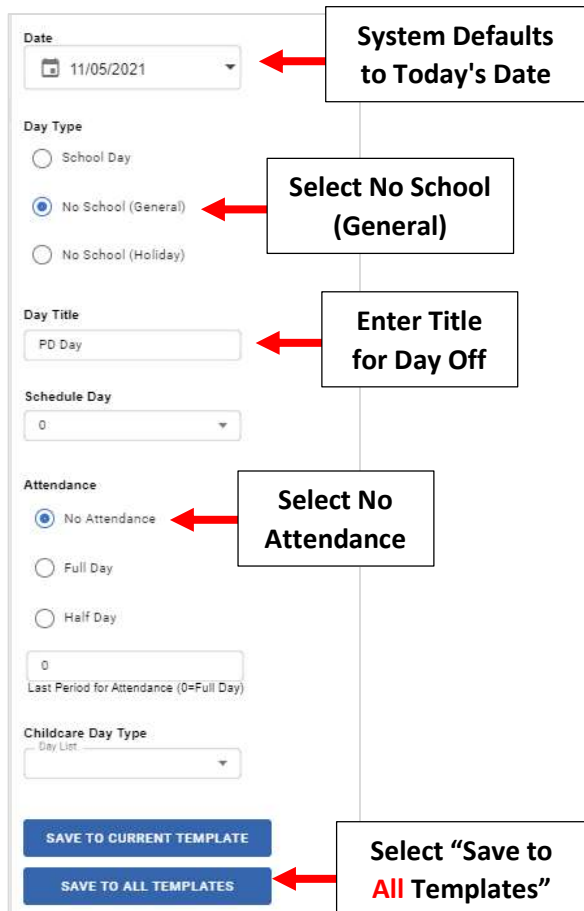 Date
System Defaults
to Today's Date
11/05/2021
Day Type
School Day
Select No School
(General)
No School (General)
No School (Holiday)
Day Title
Enter Title
for Day Off
PD Day
Schedule Day
0
Attendance
Select No
Attendance
No Attendance
Full Day
Half Day
0
Last Period for Attendance (0=Full Day)
Childcare Day Type
Day List
SAVE TO CURRENT TEMPLATE
Select “Save to
All Templates”
SAVE TO ALL TEMPLATES